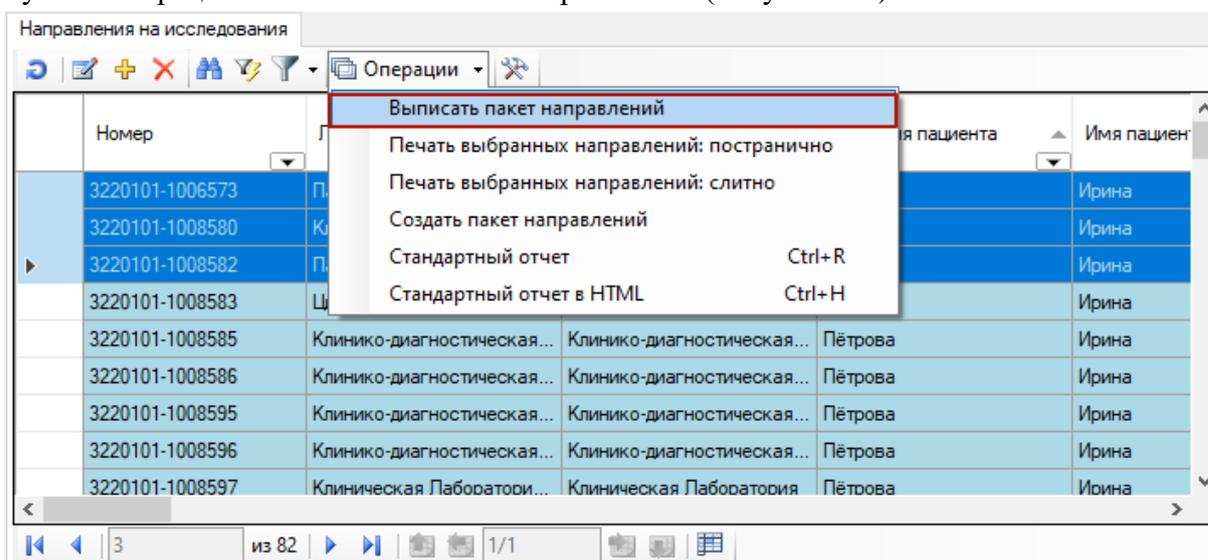 Направления на исследования
Операции
Выписать пакет направлений
Печать выбранных направлений: постранично
Печать выбранных направлений: слитно
Создать пакет направлений
Стандартный отчет Ctrl+R
Стандартный отчет в HTML Ctrl+H
Номер пациента Имя пациен
3220101-1006573 Ирина
3220101-1008580 Ирина
3220101-1008582 Ирина
3220101-1008583 Ирина
3220101-1008585 Клинико-диагностическая... Клинико-диагностическая... Пётрова Ирина
3220101-1008586 Клинико-диагностическая... Клинико-диагностическая... Пётрова Ирина
3220101-1008595 Клинико-диагностическая... Клинико-диагностическая... Пётрова Ирина
3220101-1008596 Клинико-диагностическая... Клинико-диагностическая... Пётрова Ирина
3220101-1008597 Клиническая Лаборатори... Клиническая Лаборатория Пётрова Ирина
3 из 82 1/1